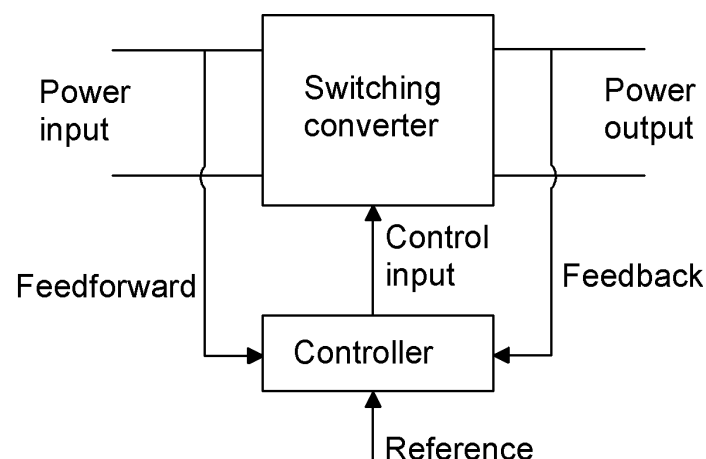 Power
input
Switching
converter
Power
output
Control
input
Feedforward
Feedback
Controller
Reference